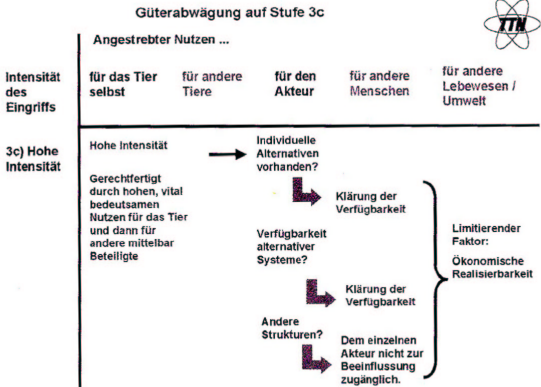 Güterabwägung auf Stufe 3c
TTN
Angestrebter Nutzen ...
Intensität
des
Eingriffs
für das Tier
selbst
für andere
Tiere
für den
Akteur
für andere
Menschen
für andere
Lebewesen /
Umwelt
3c) Hohe
Intensität
Hohe Intensität
Gerechtfertigt
durch hohen, vital
bedeutsamen
Nutzen für das Tier
und dann für
andere mittelbar
Beteiligte
Individuelle
Alternativen
vorhanden?
Klärung der
Verfügbarkeit
Verfügbarkeit
alternativer
Systeme?
Klärung der
Verfügbarkeit
Andere
Strukturen?
Dem einzelnen
Akteur nicht zur
Beeinflussung
zugänglich.
Limitierender
Faktor:
Ökonomische
Realisierbarkeit